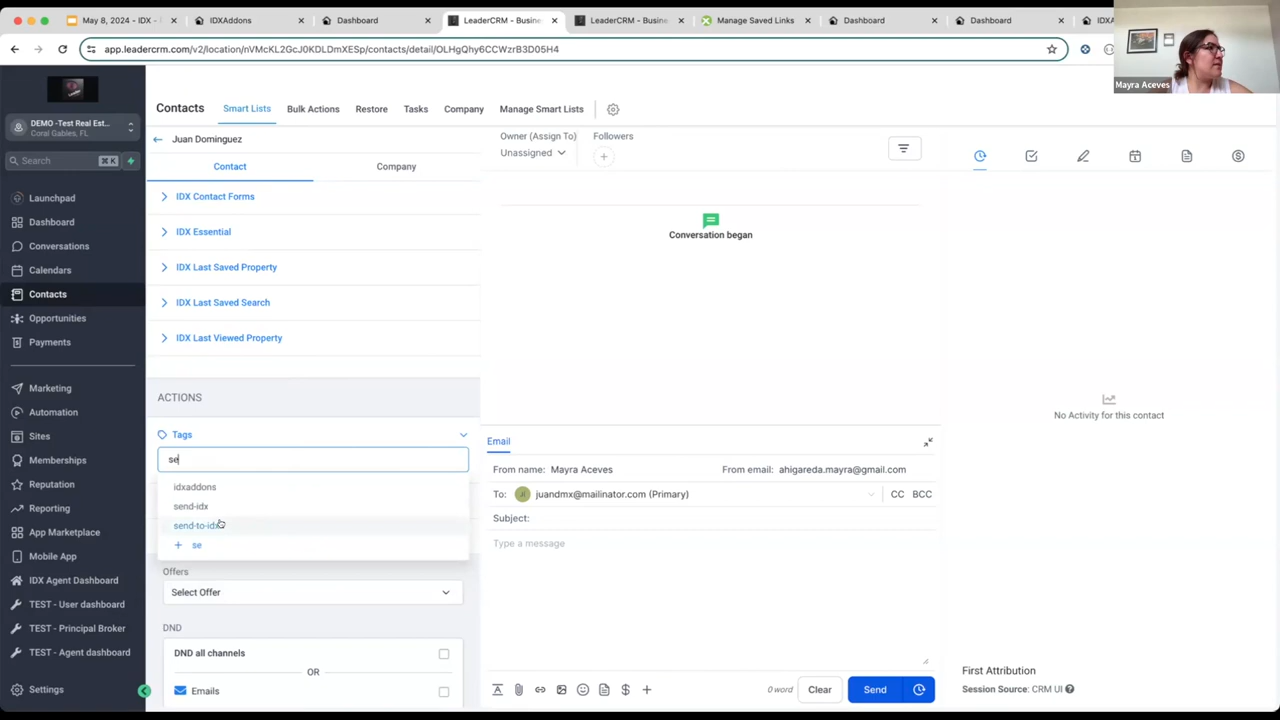 May 8, 2024 - IDX -
IDXAddons
Dashboard
LeaderCRM - Busine
LeaderCRM - Busine
Manage Saved Links
Dashboard
Dashboard
IDXA
app.leadercrm.com/v2/location/nVMcKL2GcJ0KDLDmXESp/contacts/detail/OLHgQhy6CCWzrB3D05H4
Mayra Aceves
DEMO -Test Real Est...
Coral Gables, FL
Search
⌘ K
Launchpad
Dashboard
Conversations
Calendars
Contacts
Opportunities
Payments
Marketing
Automation
Sites
Memberships
Reputation
Reporting
App Marketplace
Mobile App
IDX Agent Dashboard
TEST - User dashboard
TEST - Principal Broker
TEST - Agent dashboard
Settings
Contacts
Smart Lists
Bulk Actions
Restore
Tasks
Company
Manage Smart Lists
Juan Dominguez
Contact
Company
IDX Contact Forms
IDX Essential
IDX Last Saved Property
IDX Last Saved Search
IDX Last Viewed Property
ACTIONS
Tags
se
idxaddons
send-idx
send-to-idx
+ se
Offers
Select Offer
DND
DND all channels
OR
Emails
Owner (Assign To)
Followers
Unassigned
Conversation began
Email
From name: Mayra Aceves
From email: ahigareda.mayra@gmail.com
To: JI juandmx@mailinator.com (Primary)
CC BCC
Subject:
Type a message
0 word
Clear
Send
No Activity for this contact
First Attribution
Session Source: CRM UI